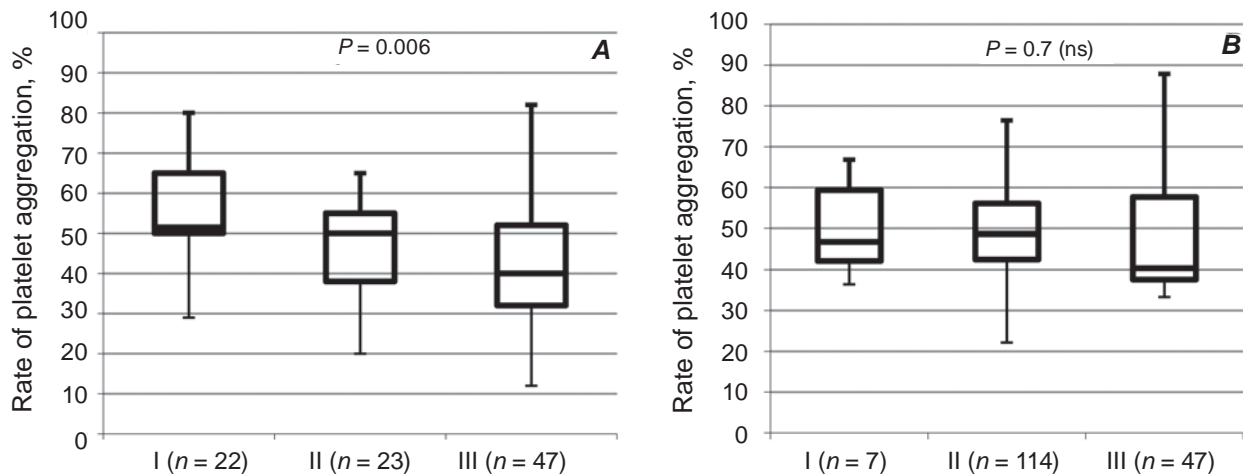 Rate of platelet aggregation, %
100
90
80
70
60
50
40
30
20
10
0
P = 0.006
A
I (n = 22)
II (n = 23)
III (n = 47)
Rate of platelet aggregation, %
100
90
80
70
60
50
40
30
20
10
0
P = 0.7 (ns)
B
I (n = 7)
II (n = 114)
III (n = 47)